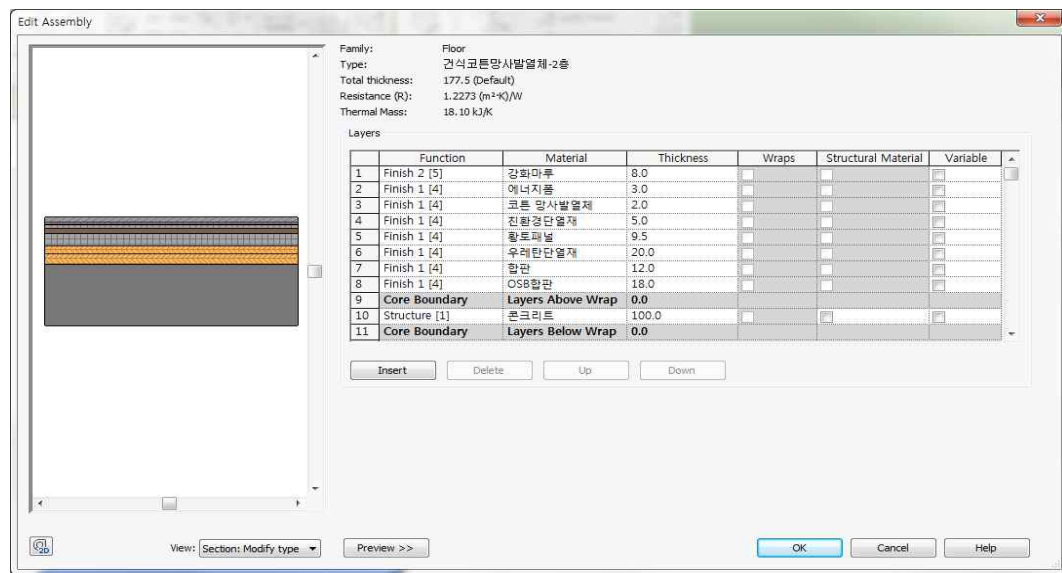 Edit Assembly
Family: Floor
Type: 건식코튼망사발열체-2층
Total thickness: 177.5 (Default)
Resistance (R): 1.2273 (m²·K)/W
Thermal Mass: 18.10 kJ/K
Layers
Function Material Thickness Wraps Structural Material Variable
1 Finish 2 [5] 강화마루 8.0
2 Finish 1 [4] 에너지폼 3.0
3 Finish 1 [4] 코튼 망사발열체 2.0
4 Finish 1 [4] 친환경단열재 5.0
5 Finish 1 [4] 황토패널 9.5
6 Finish 1 [4] 우레탄단열재 20.0
7 Finish 1 [4] 합판 12.0
8 Finish 1 [4] OSB합판 18.0
9 Core Boundary Layers Above Wrap 0.0
10 Structure [1] 콘크리트 100.0
11 Core Boundary Layers Below Wrap 0.0
Insert Delete Up Down
2D View: Section: Modify type Preview >> OK Cancel Help